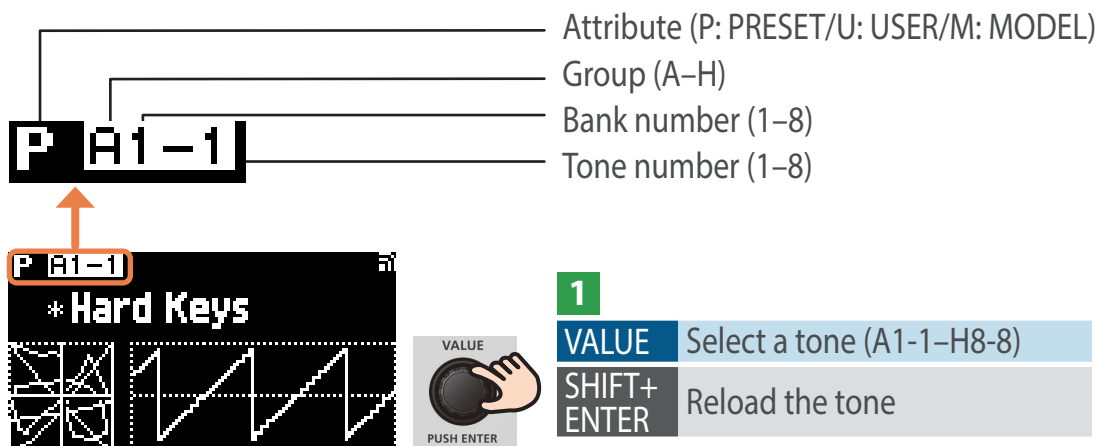 Attribute (P: PRESET/U: USER/M: MODEL)
Group (A–H)
Bank number (1–8)
Tone number (1–8)
P A1-1
P A1-1
*Hard Keys
VALUE
PUSH ENTER
1
VALUE Select a tone (A1-1–H8-8)
SHIFT+
ENTER Reload the tone